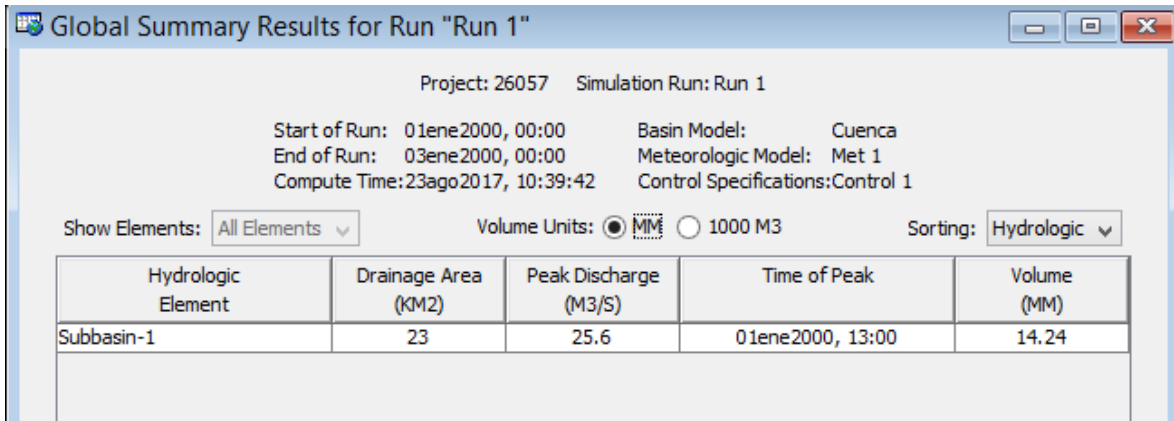 Global Summary Results for Run "Run 1"
Project: 26057 Simulation Run: Run 1
Start of Run: 01ene2000, 00:00 Basin Model: Cuenca
End of Run: 03ene2000, 00:00 Meteorologic Model: Met 1
Compute Time:23ago2017, 10:39:42 Control Specifications:Control 1
Show Elements: All Elements Volume Units: MM 1000 M3 Sorting: Hydrologic
Hydrologic Drainage Area Peak Discharge Time of Peak Volume
Element (KM2) (M3/S) (MM)
Subbasin-1 23 25.6 01ene2000, 13:00 14.24